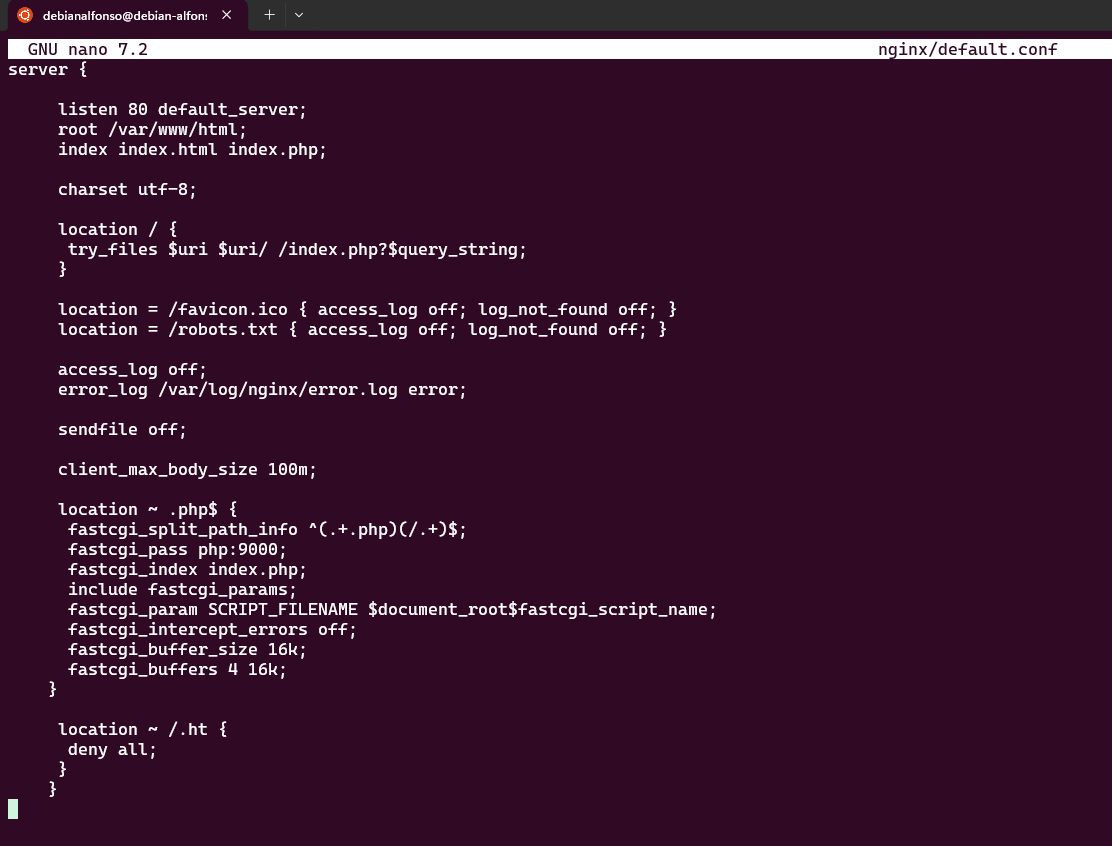 debianalfonso@debian-alfons
GNU nano 7.2 nginx/default.conf
server {
listen 80 default_server;
root /var/www/html;
index index.html index.php;
charset utf-8;
location / {
try_files $uri $uri/ /index.php?$query_string;
}
location = /favicon.ico { access_log off; log_not_found off; }
location = /robots.txt { access_log off; log_not_found off; }
access_log off;
error_log /var/log/nginx/error.log error;
sendfile off;
client_max_body_size 100m;
location ~ .php$ {
fastcgi_split_path_info ^(.+.php)(/.+)$;
fastcgi_pass php:9000;
fastcgi_index index.php;
include fastcgi_params;
fastcgi_param SCRIPT_FILENAME $document_root$fastcgi_script_name;
fastcgi_intercept_errors off;
fastcgi_buffer_size 16k;
fastcgi_buffers 4 16k;
}
location ~ /.ht {
deny all;
}
}